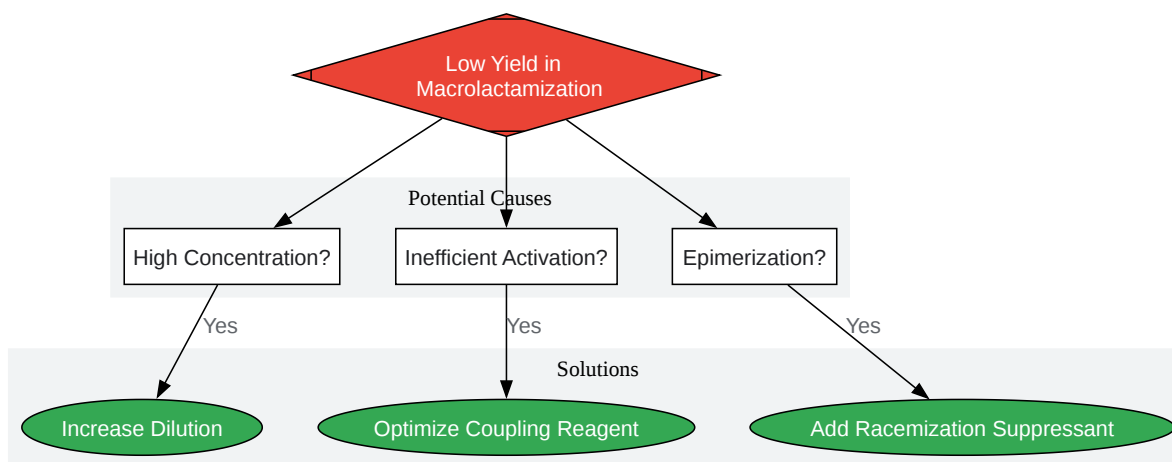 Low Yield in
Macrolactamization
Potential Causes
High Concentration?
Inefficient Activation?
Epimerization?
Yes
Yes
Yes
Solutions
Increase Dilution
Optimize Coupling Reagent
Add Racemization Suppressant